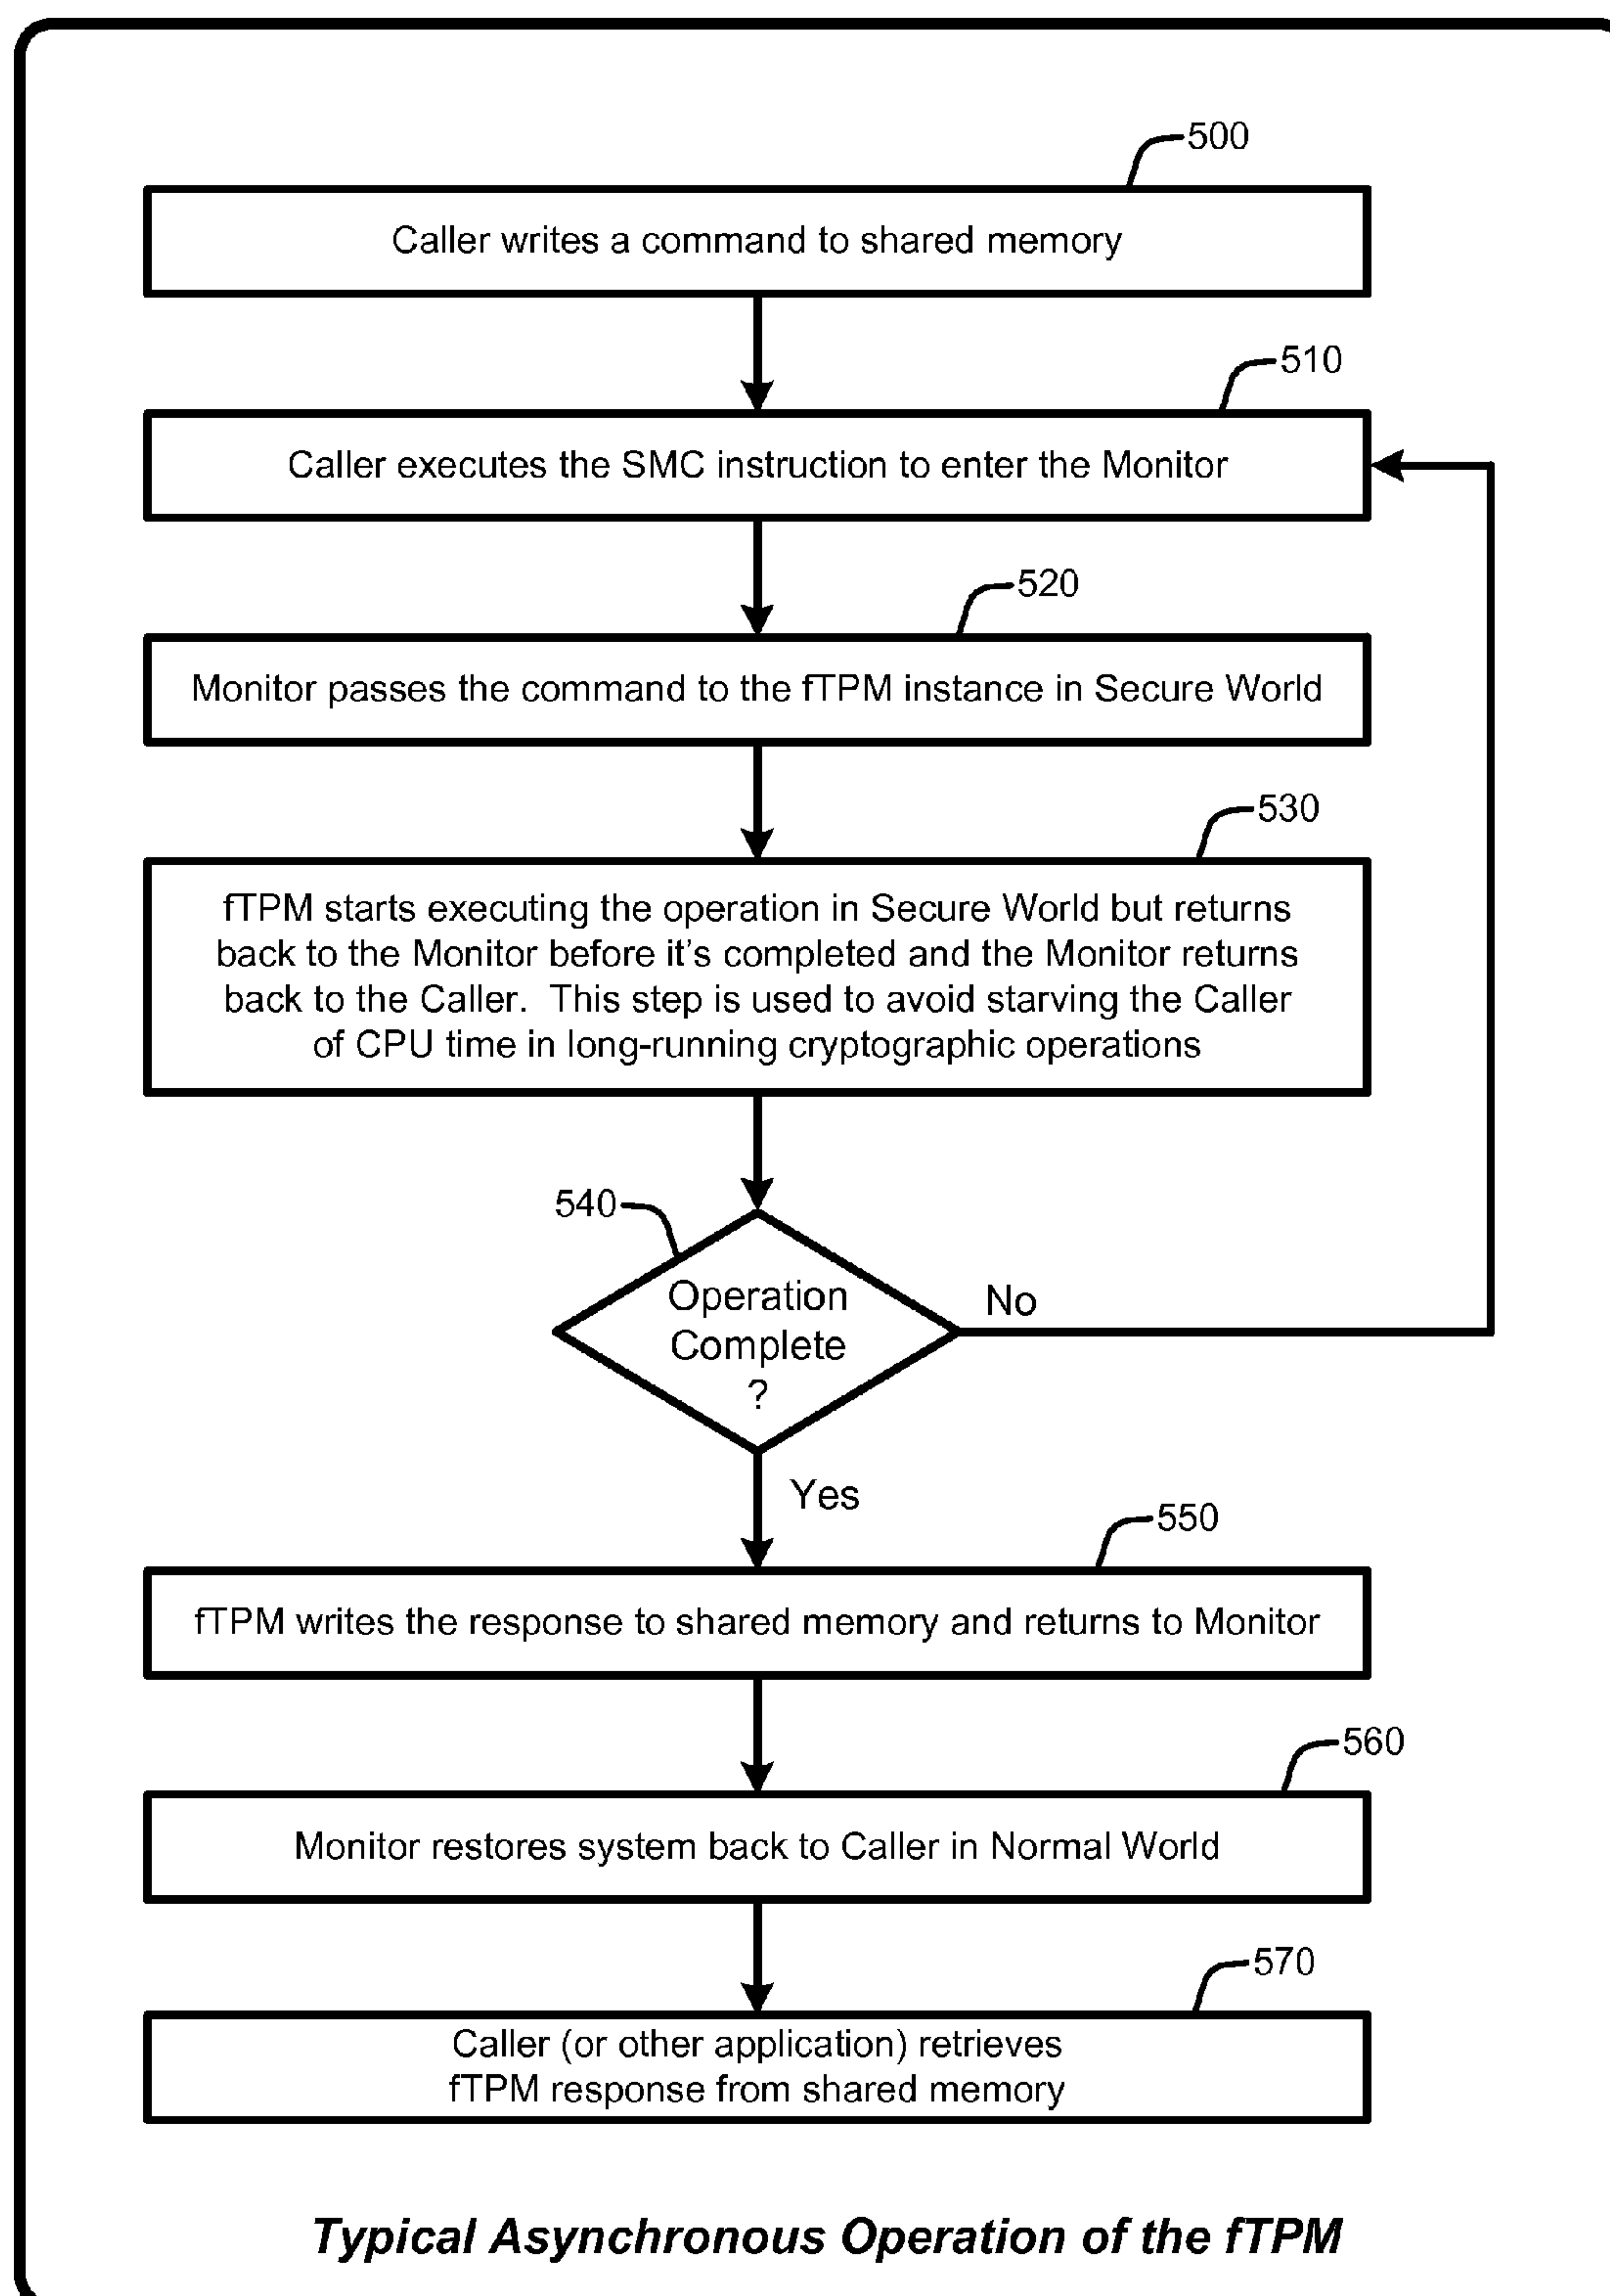 500
Caller writes a command to shared memory
510
Caller executes the SMC instruction to enter the Monitor
520
Monitor passes the command to the fTPM instance in Secure World
530
fTPM starts executing the operation in Secure World but returns
back to the Monitor before it's completed and the Monitor returns
back to the Caller.  This step is used to avoid starving the Caller
of CPU time in long-running cryptographic operations
540
Operation
Complete
?
No
Yes
550
fTPM writes the response to shared memory and returns to Monitor
560
Monitor restores system back to Caller in Normal World
570
Caller (or other application) retrieves
fTPM response from shared memory
Typical Asynchronous Operation of the fTPM